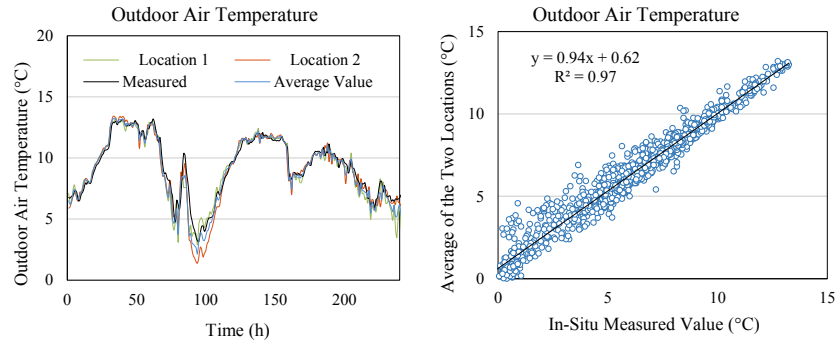 Outdoor Air Temperature
Outdoor Air Temperature (°C)
20
15
10
5
0
Location 1
Location 2
Measured
Average Value
0
50
100
150
200
Time (h)
Outdoor Air Temperature
Average of the Two Locations (°C)
15
10
5
0
y = 0.94x + 0.62
R² = 0.97
0
5
10
15
In-Situ Measured Value (°C)